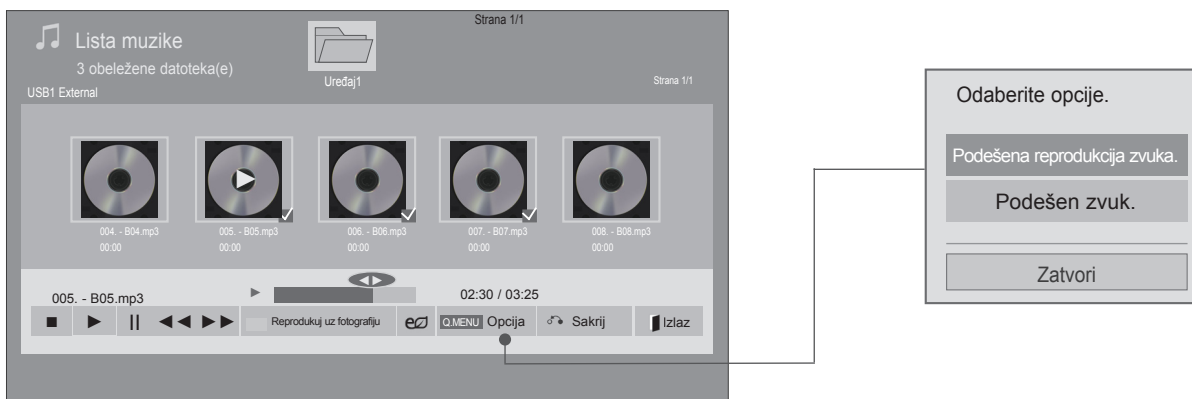 Strana 1/1
Lista muzike
3 obeležene datoteka(e)
Uređaj1
USB1 External
Strana 1/1
004. - B04.mp3
00:00
005. - B05.mp3
00:00
006. - B06.mp3
00:00
007. - B07.mp3
00:00
008. - B08.mp3
00:00
005. - B05.mp3
02:30 / 03:25
Reprodukuj uz fotografiju
Q.MENU Opcija
Sakrij
Izlaz
Odaberite opcije.
Podešena reprodukcija zvuka.
Podešen zvuk.
Zatvori